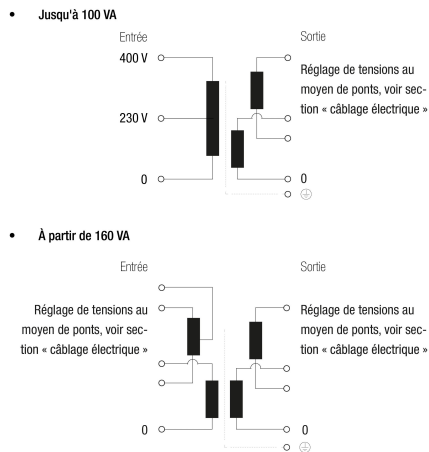 • Jusqu'à 100 VA
Entrée Sortie
400 V
Réglage de tensions au
moyen de ponts, voir sec-
tion « câblage électrique »
230 V
0 0
• À partir de 160 VA
Entrée Sortie
Réglage de tensions au
moyen de ponts, voir sec-
tion « câblage électrique »
Réglage de tensions au
moyen de ponts, voir sec-
tion « câblage électrique »
0 0